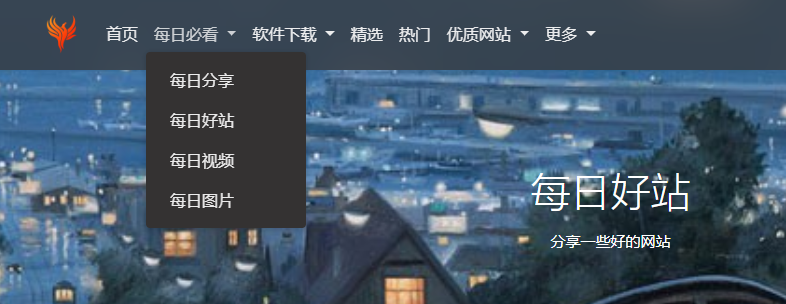 首页 每日必看 软件下载 精选 热门 优质网站 更多
每日分享
每日好站
每日视频
每日图片
每日好站
分享一些好的网站